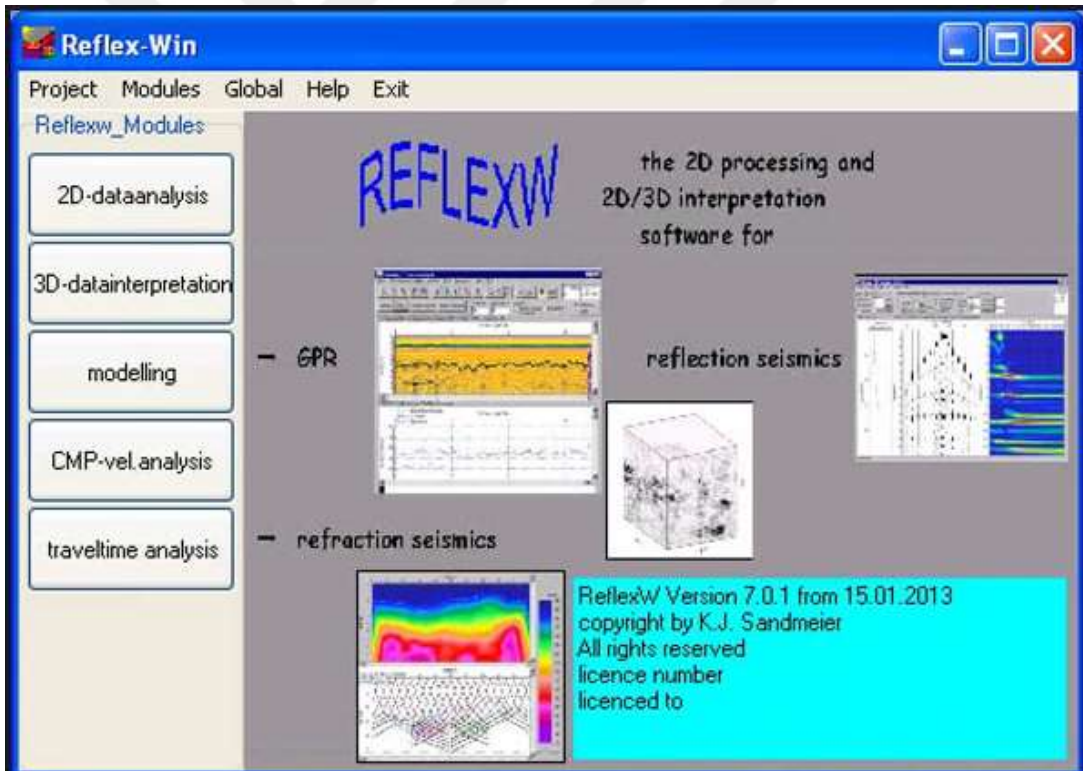 Reflex-Win
Project Modules Global Help Exit
Reflexw_Modules
2D-dataanalysis
3D-datainterpretation
modelling
CMP-vel.analysis
traveltime analysis
REFLEXW
the 2D processing and
2D/3D interpretation
software for
- GPR
reflection seismics
- refraction seismics
ReflexW Version 7.0.1 from 15.01.2013
copyright by K.J. Sandmeier
All rights reserved
licence number
licenced to